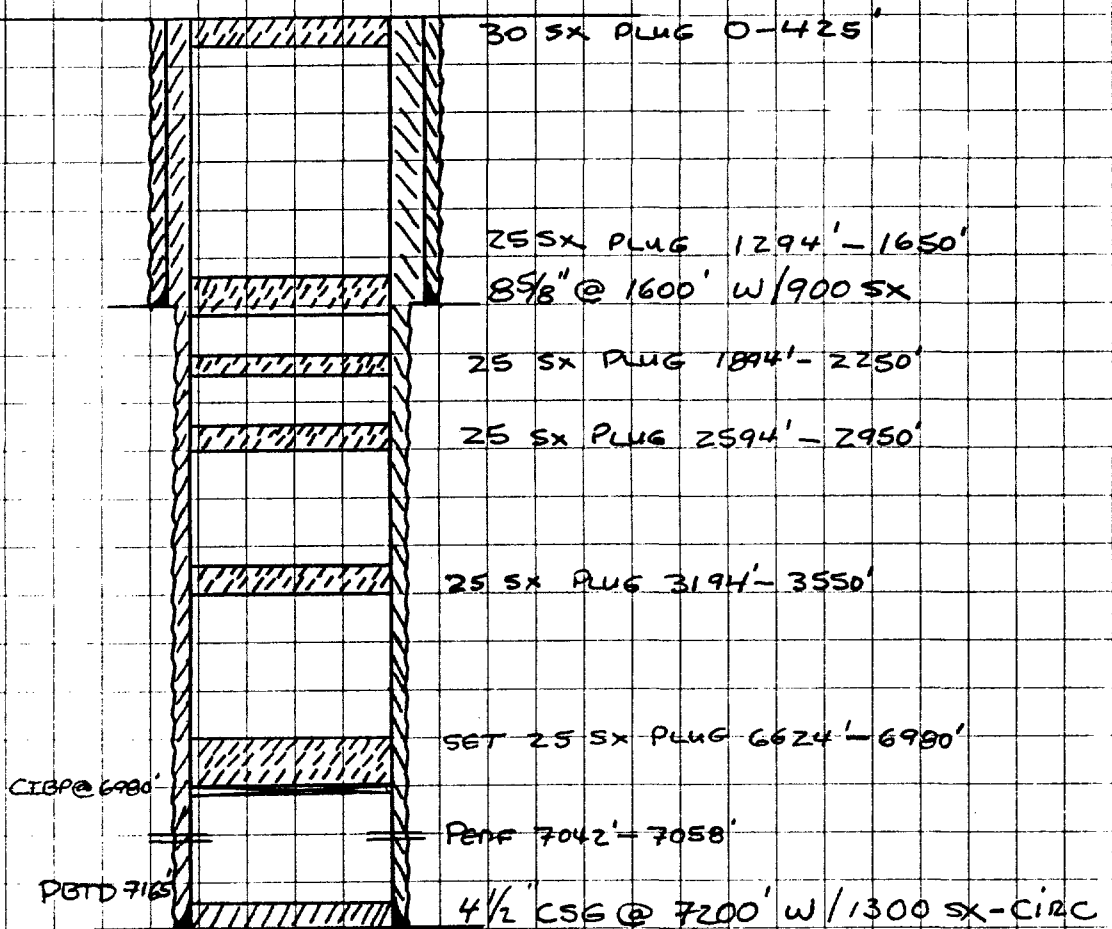 30 SX PLUG 0-425'
25 SX PLUG 1294'- 1650'
8 5/8" @ 1600' W/900 SX
25 SX PLUG 1894'- 2250'
25 SX PLUG 2594'- 2950'
25 SX PLUG 3194'- 3550'
SET 25 SX PLUG 6624'- 6980'
CIBP@ 6980'
PERF 7042'- 7058'
PBTD 7165'
4 1/2" CSG @ 7200' W/1300 SX-CIRC